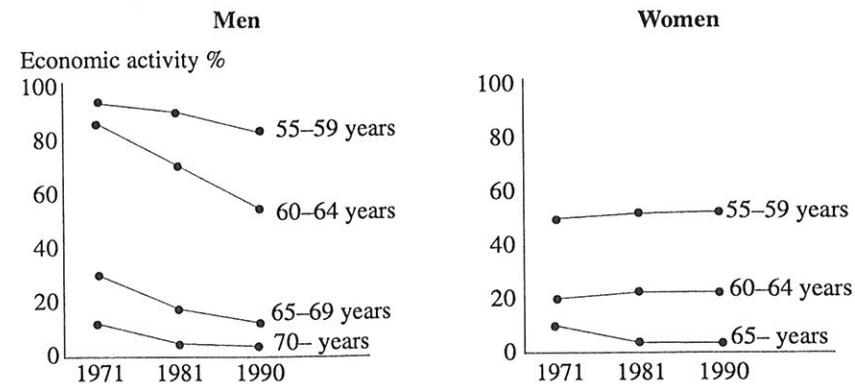 Men
Economic activity %
100
80
60
40
20
0
55–59 years
60–64 years
65–69 years
70– years
1971 1981 1990
Women
100
80
60
40
20
0
55–59 years
60–64 years
65– years
1971 1981 1990